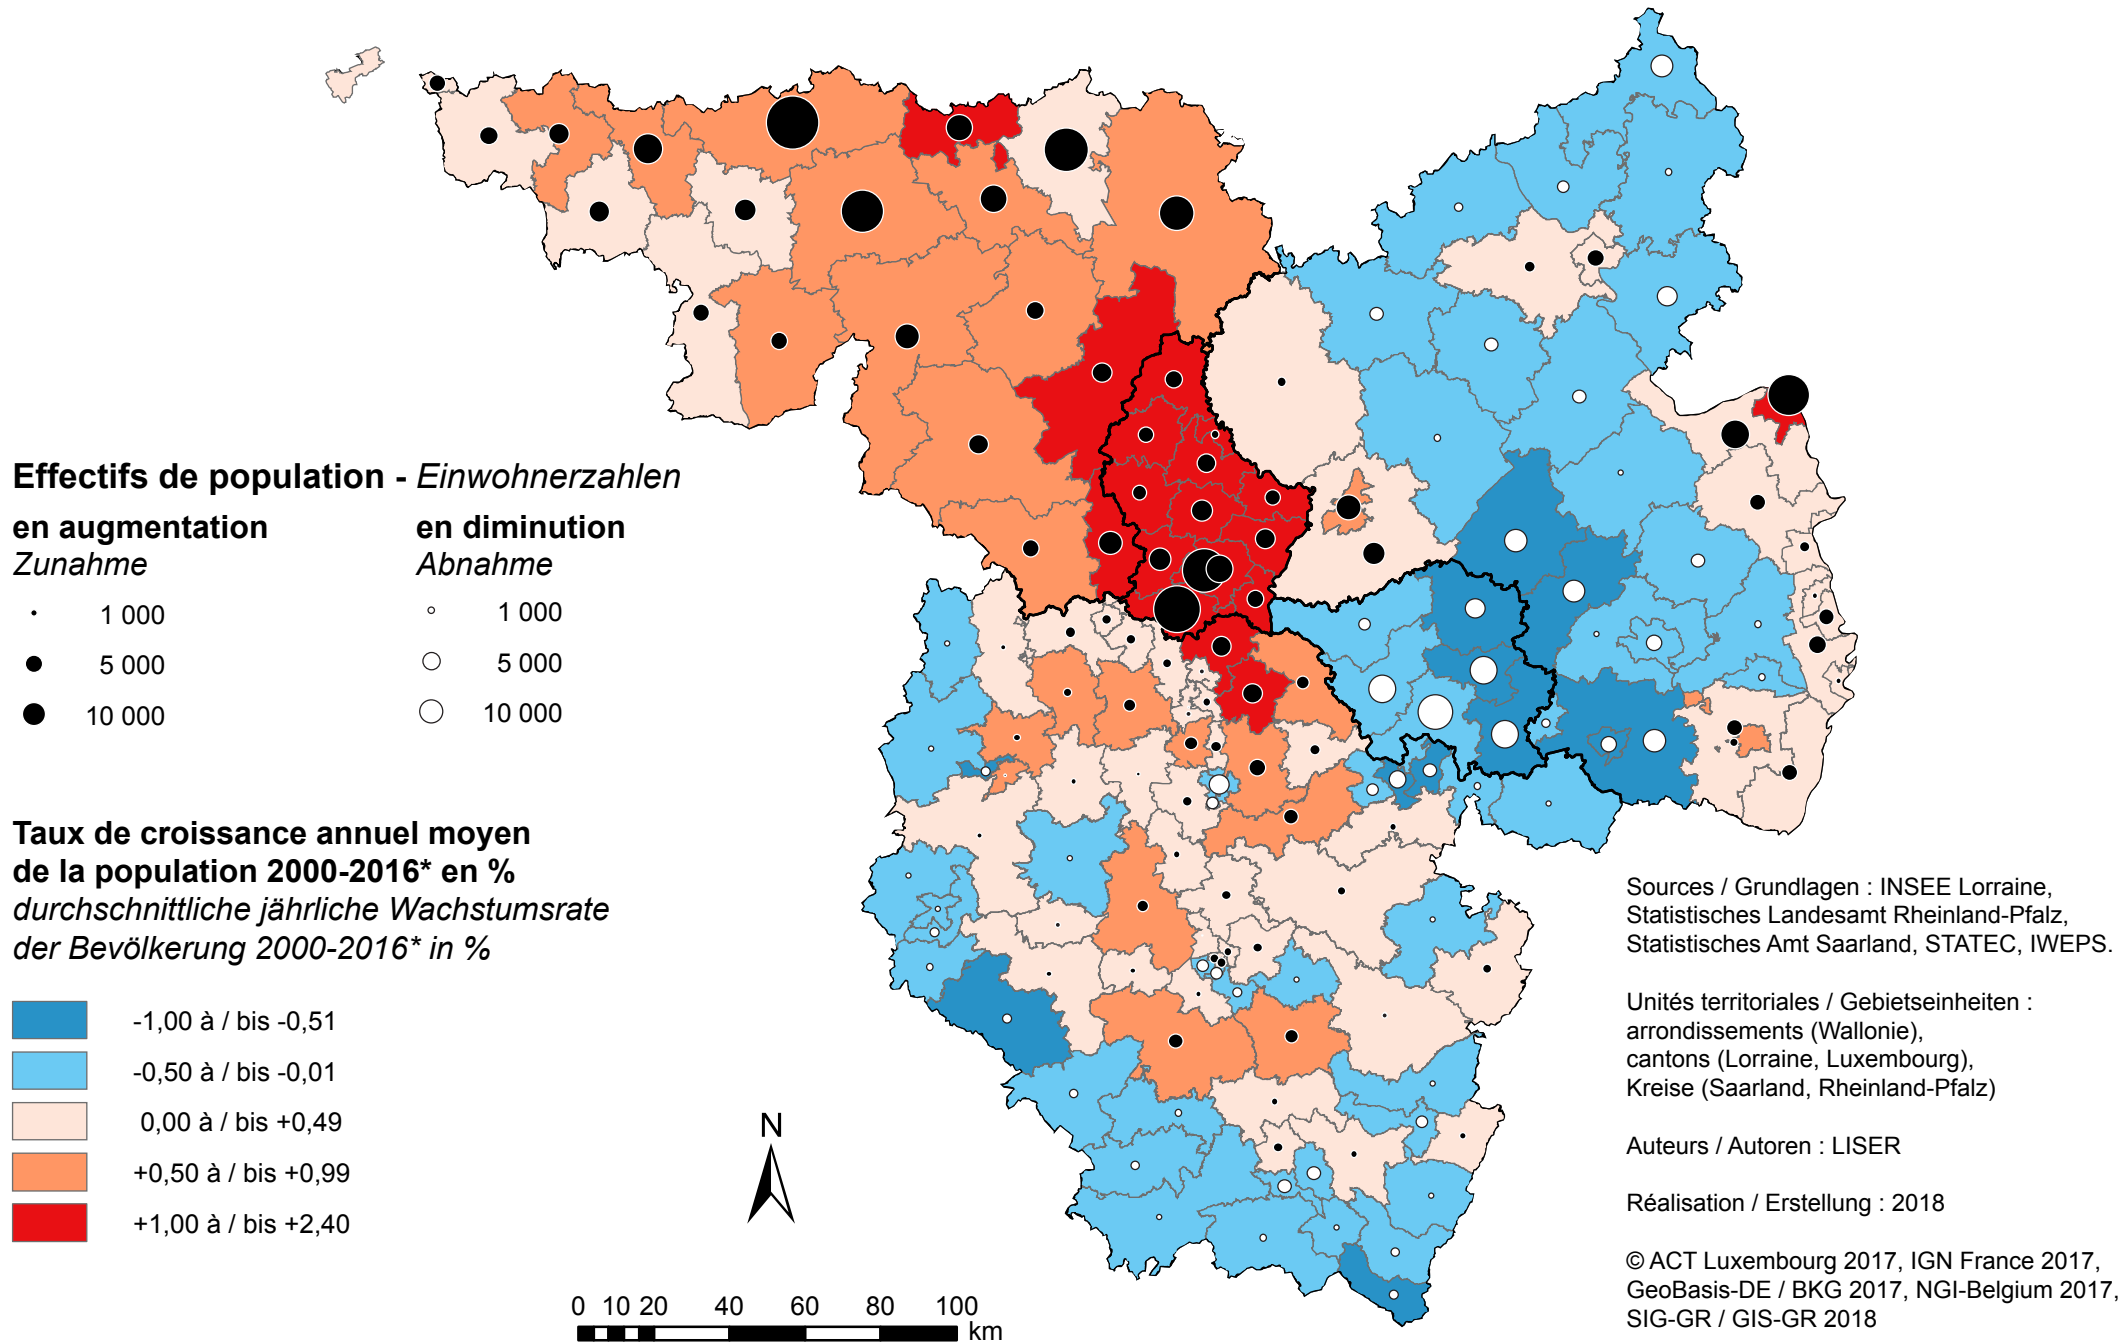 Effectifs de population - Einwohnerzahlen
en augmentation
Zunahme
1 000
5 000
10 000
en diminution
Abnahme
1 000
5 000
10 000
Taux de croissance annuel moyen
de la population 2000-2016* en %
durchschnittliche jährliche Wachstumsrate
der Bevölkerung 2000-2016* in %
-1,00 à / bis -0,51
-0,50 à / bis -0,01
0,00 à / bis +0,49
+0,50 à / bis +0,99
+1,00 à / bis +2,40
N
0 10 20 40 60 80 100
km
Sources / Grundlagen : INSEE Lorraine,
Statistisches Landesamt Rheinland-Pfalz,
Statistisches Amt Saarland, STATEC, IWEPS.
Unités territoriales / Gebietseinheiten :
arrondissements (Wallonie),
cantons (Lorraine, Luxembourg),
Kreise (Saarland, Rheinland-Pfalz)
Auteurs / Autoren : LISER
Réalisation / Erstellung : 2018
© ACT Luxembourg 2017, IGN France 2017,
GeoBasis-DE / BKG 2017, NGI-Belgium 2017,
SIG-GR / GIS-GR 2018